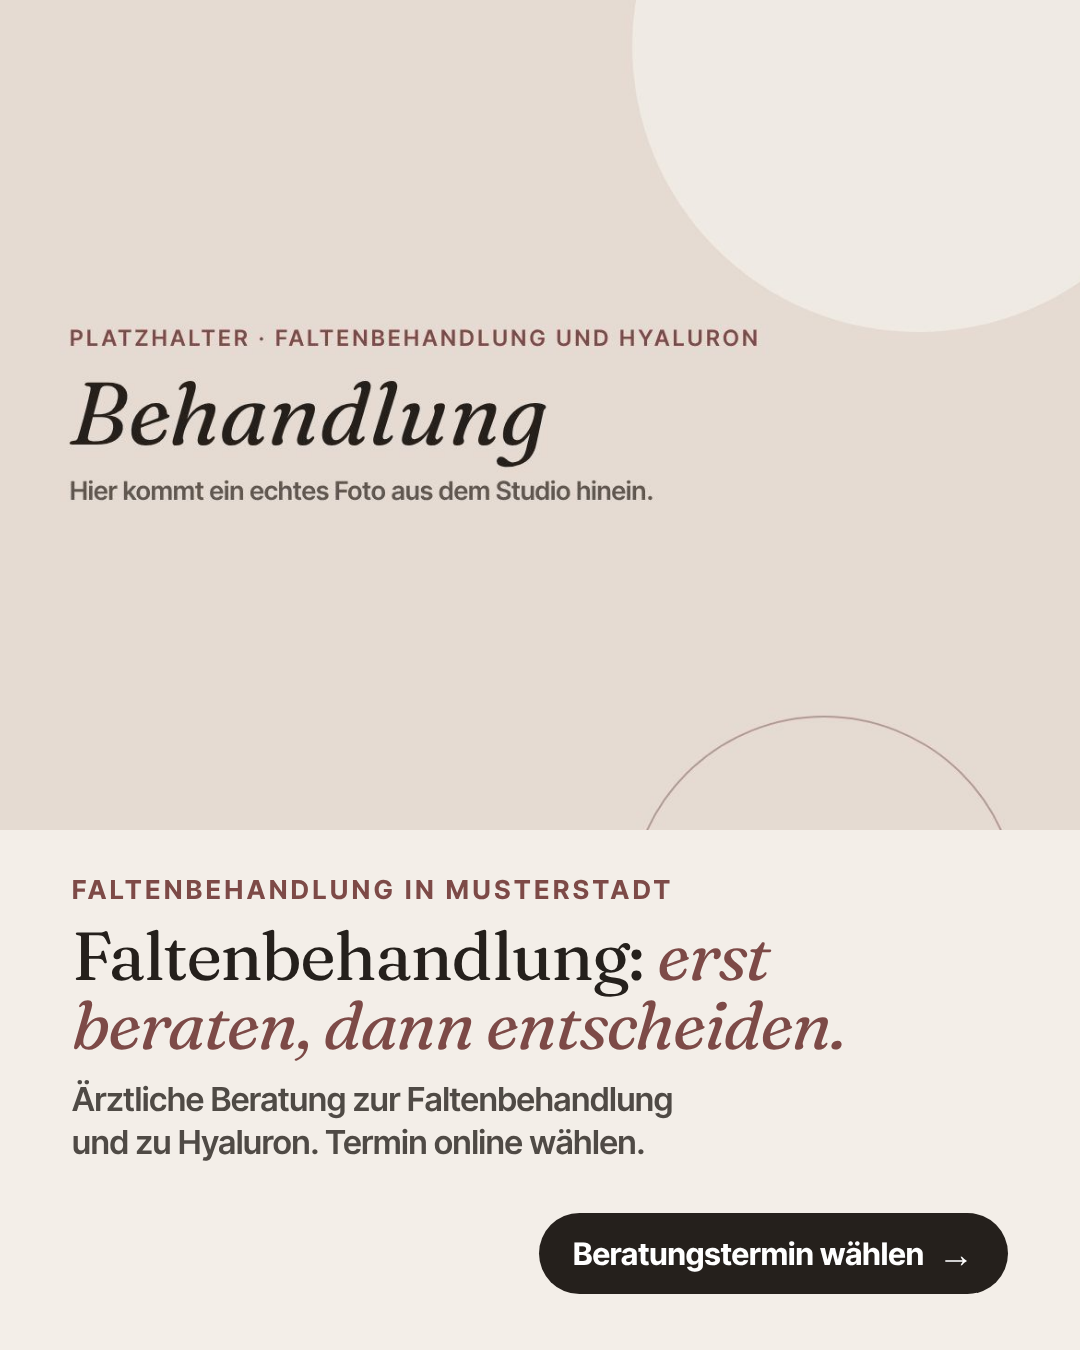 PLATZHALTER · FALTENBEHANDLUNG UND HYALURON
Behandlung
Hier kommt ein echtes Foto aus dem Studio hinein.
FALTENBEHANDLUNG IN MUSTERSTADT
Faltenbehandlung: erst
beraten, dann entscheiden.
Ärztliche Beratung zur Faltenbehandlung
und zu Hyaluron. Termin online wählen.
Beratungstermin wählen →